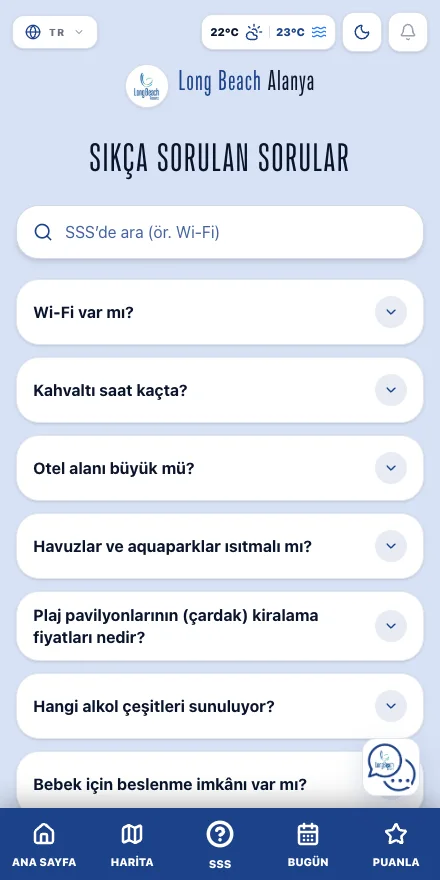 TR
22°C
23°C
LongBeach
Long Beach Alanya
SIKÇA SORULAN SORULAR
SSS'de ara (ör. Wi-Fi)
Wi-Fi var mı?
Kahvaltı saat kaçta?
Otel alanı büyük mü?
Havuzlar ve aquaparklar ısıtmalı mı?
Plaj pavilyonlarının (çardak) kiralama
fiyatları nedir?
Hangi alkol çeşitleri sunuluyor?
Bebek için beslenme imkânı var mı?
ANA SAYFA
HARİTA
SSS
BUGÜN
PUANLA